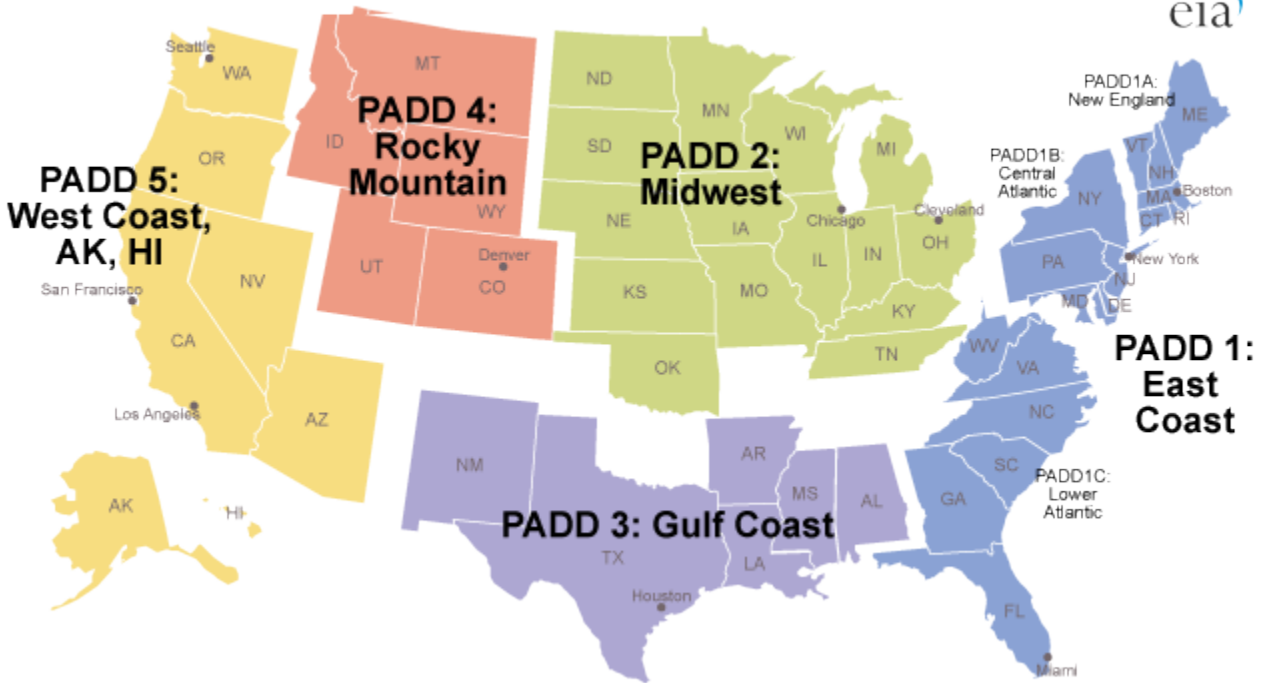 eia
Seattle
WA
OR
PADD 5:
West Coast,
AK, HI
San Francisco
NV
CA
Los Angeles
AZ
AK
HI
MT
PADD 4:
Rocky
Mountain
ID
WY
UT
Denver
CO
ND
MN
SD
WI
MI
PADD 2:
Midwest
NE
IA
Chicago
Cleveland
IL
IN
OH
KS
MO
KY
OK
TN
NM
AR
MS
AL
PADD 3: Gulf Coast
TX
LA
Houston
PADD1A:
New England
ME
VT
NH
PADD1B:
Central
Atlantic
NY
MA
Boston
CT
RI
PA
New York
NJ
MD
DE
PADD 1:
East
Coast
WV
VA
NC
SC
PADD1C:
Lower
Atlantic
GA
FL
Miami